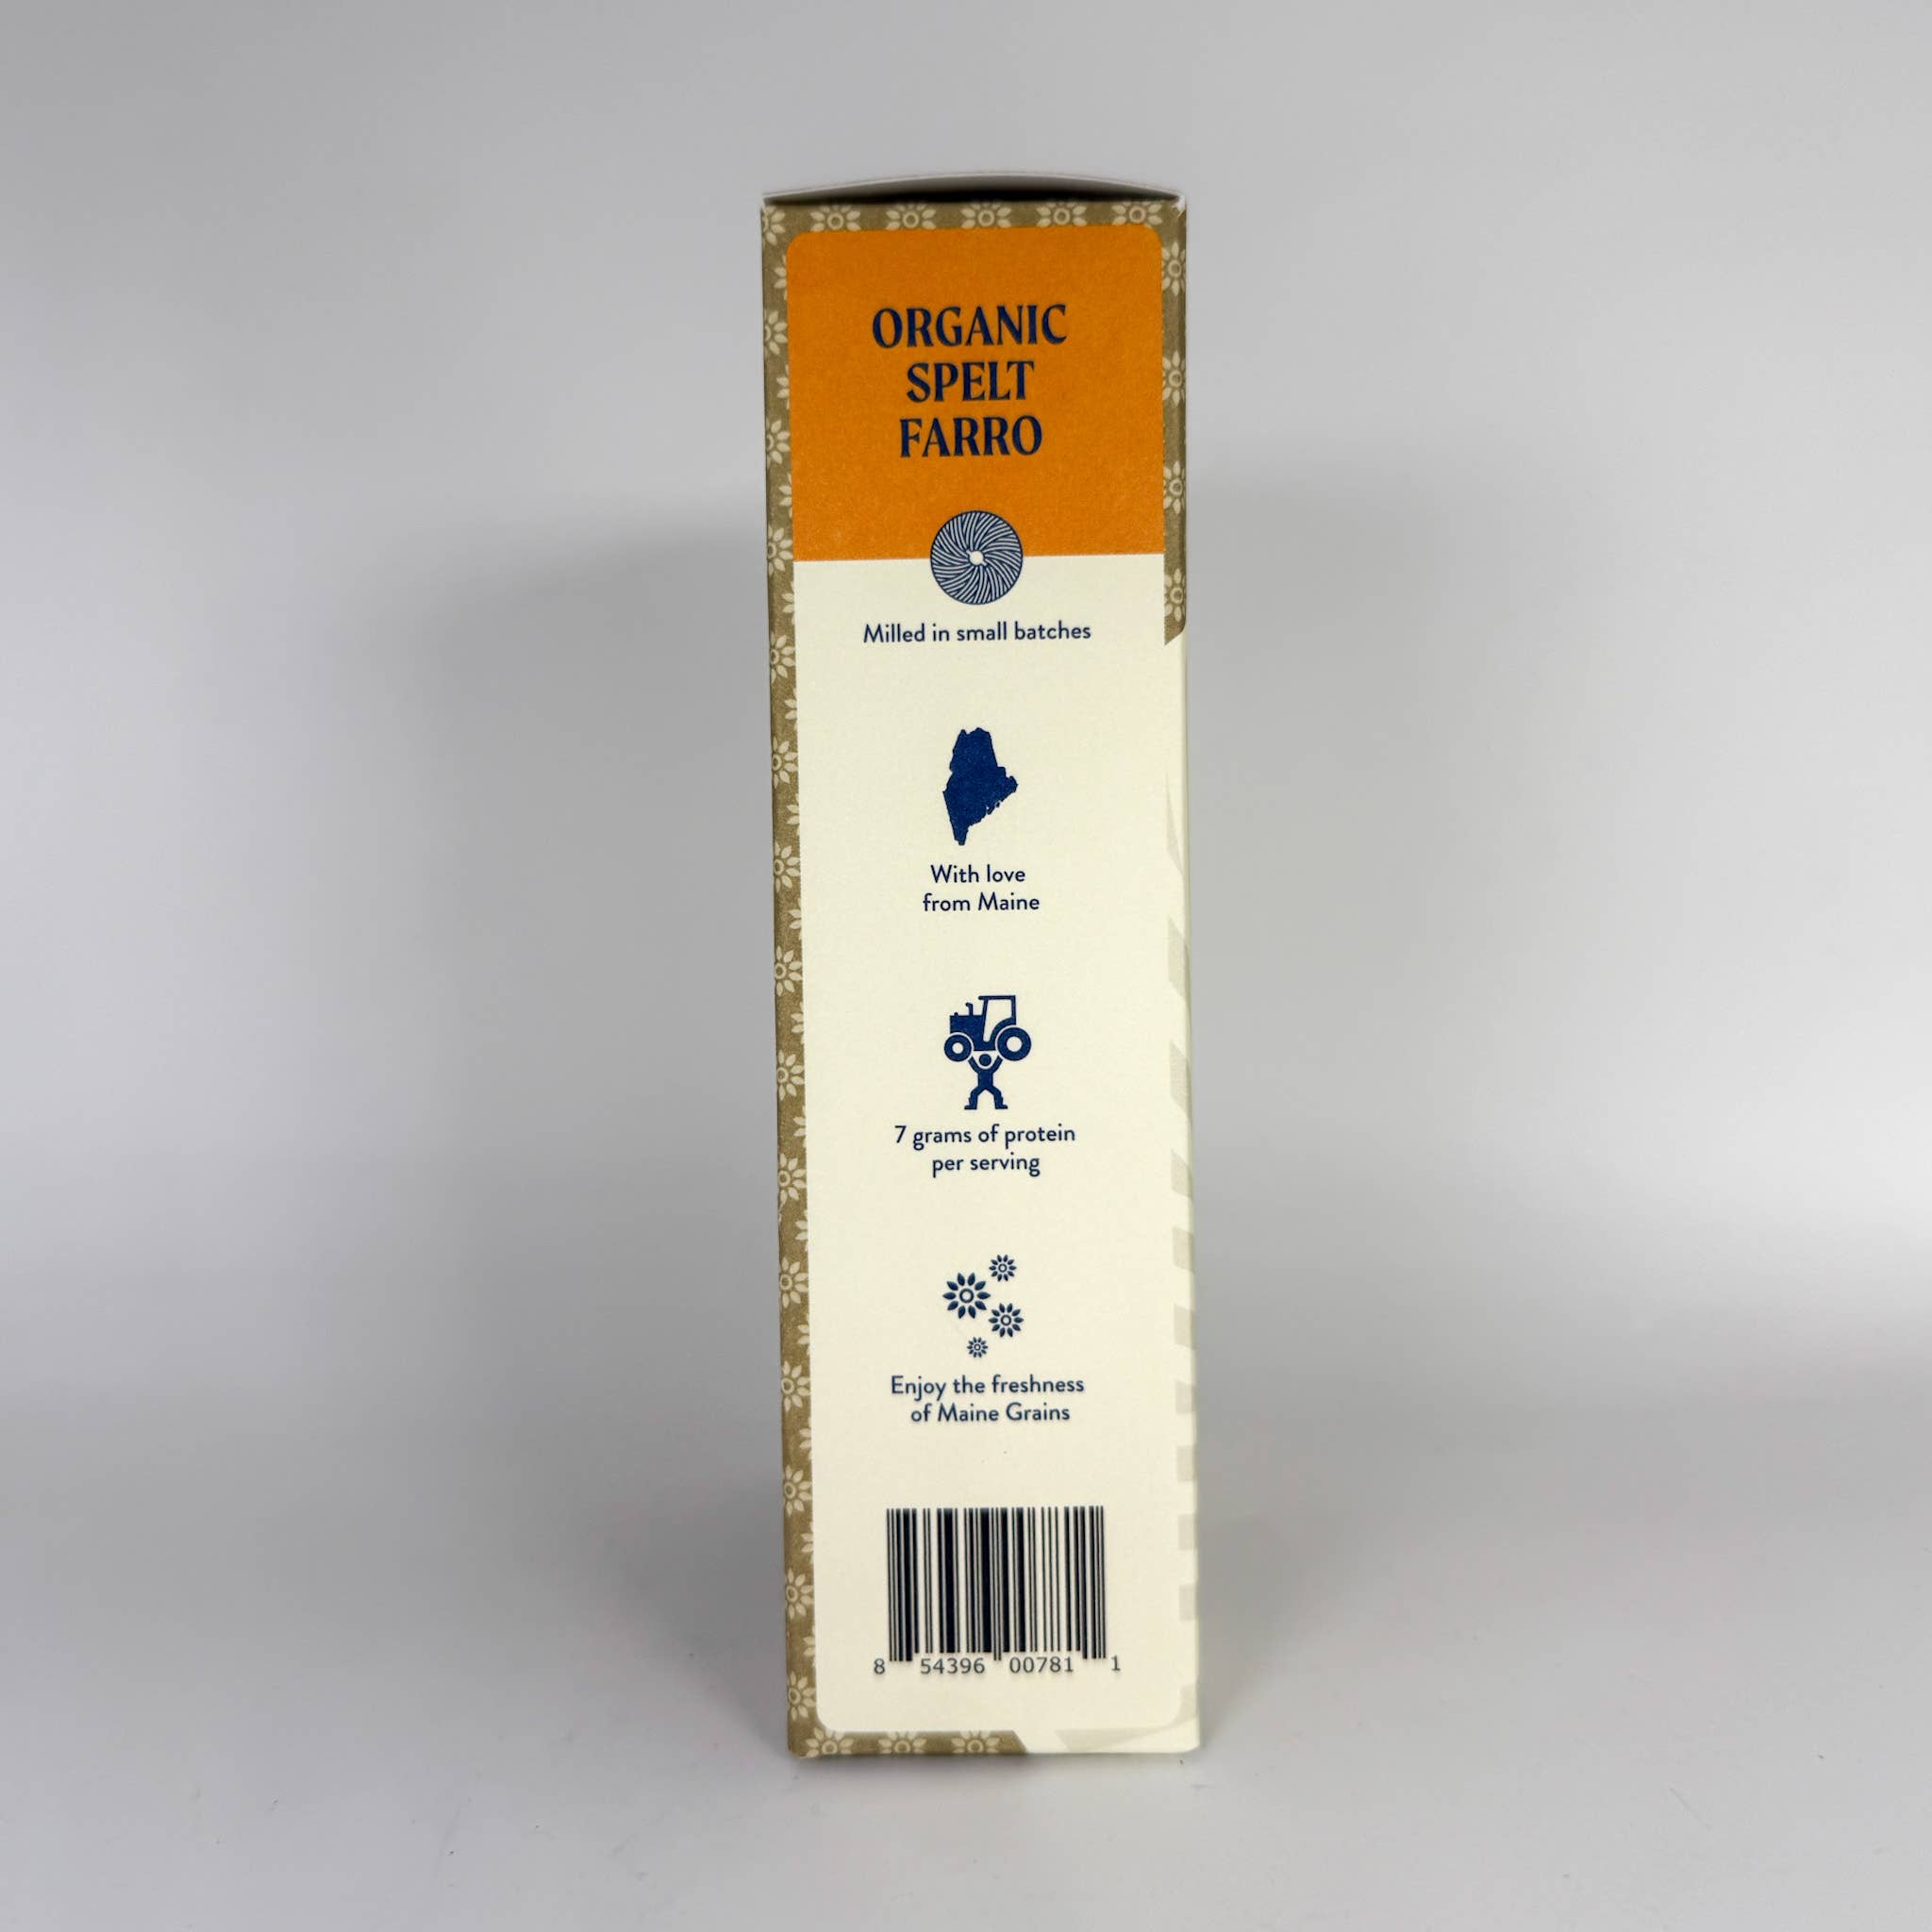 ORGANIC
SPELT
FARRO
Milled in small batches
With love
from Maine
7 grams of protein
per serving
Enjoy the freshness
of Maine Grains
8 54396 00781 1